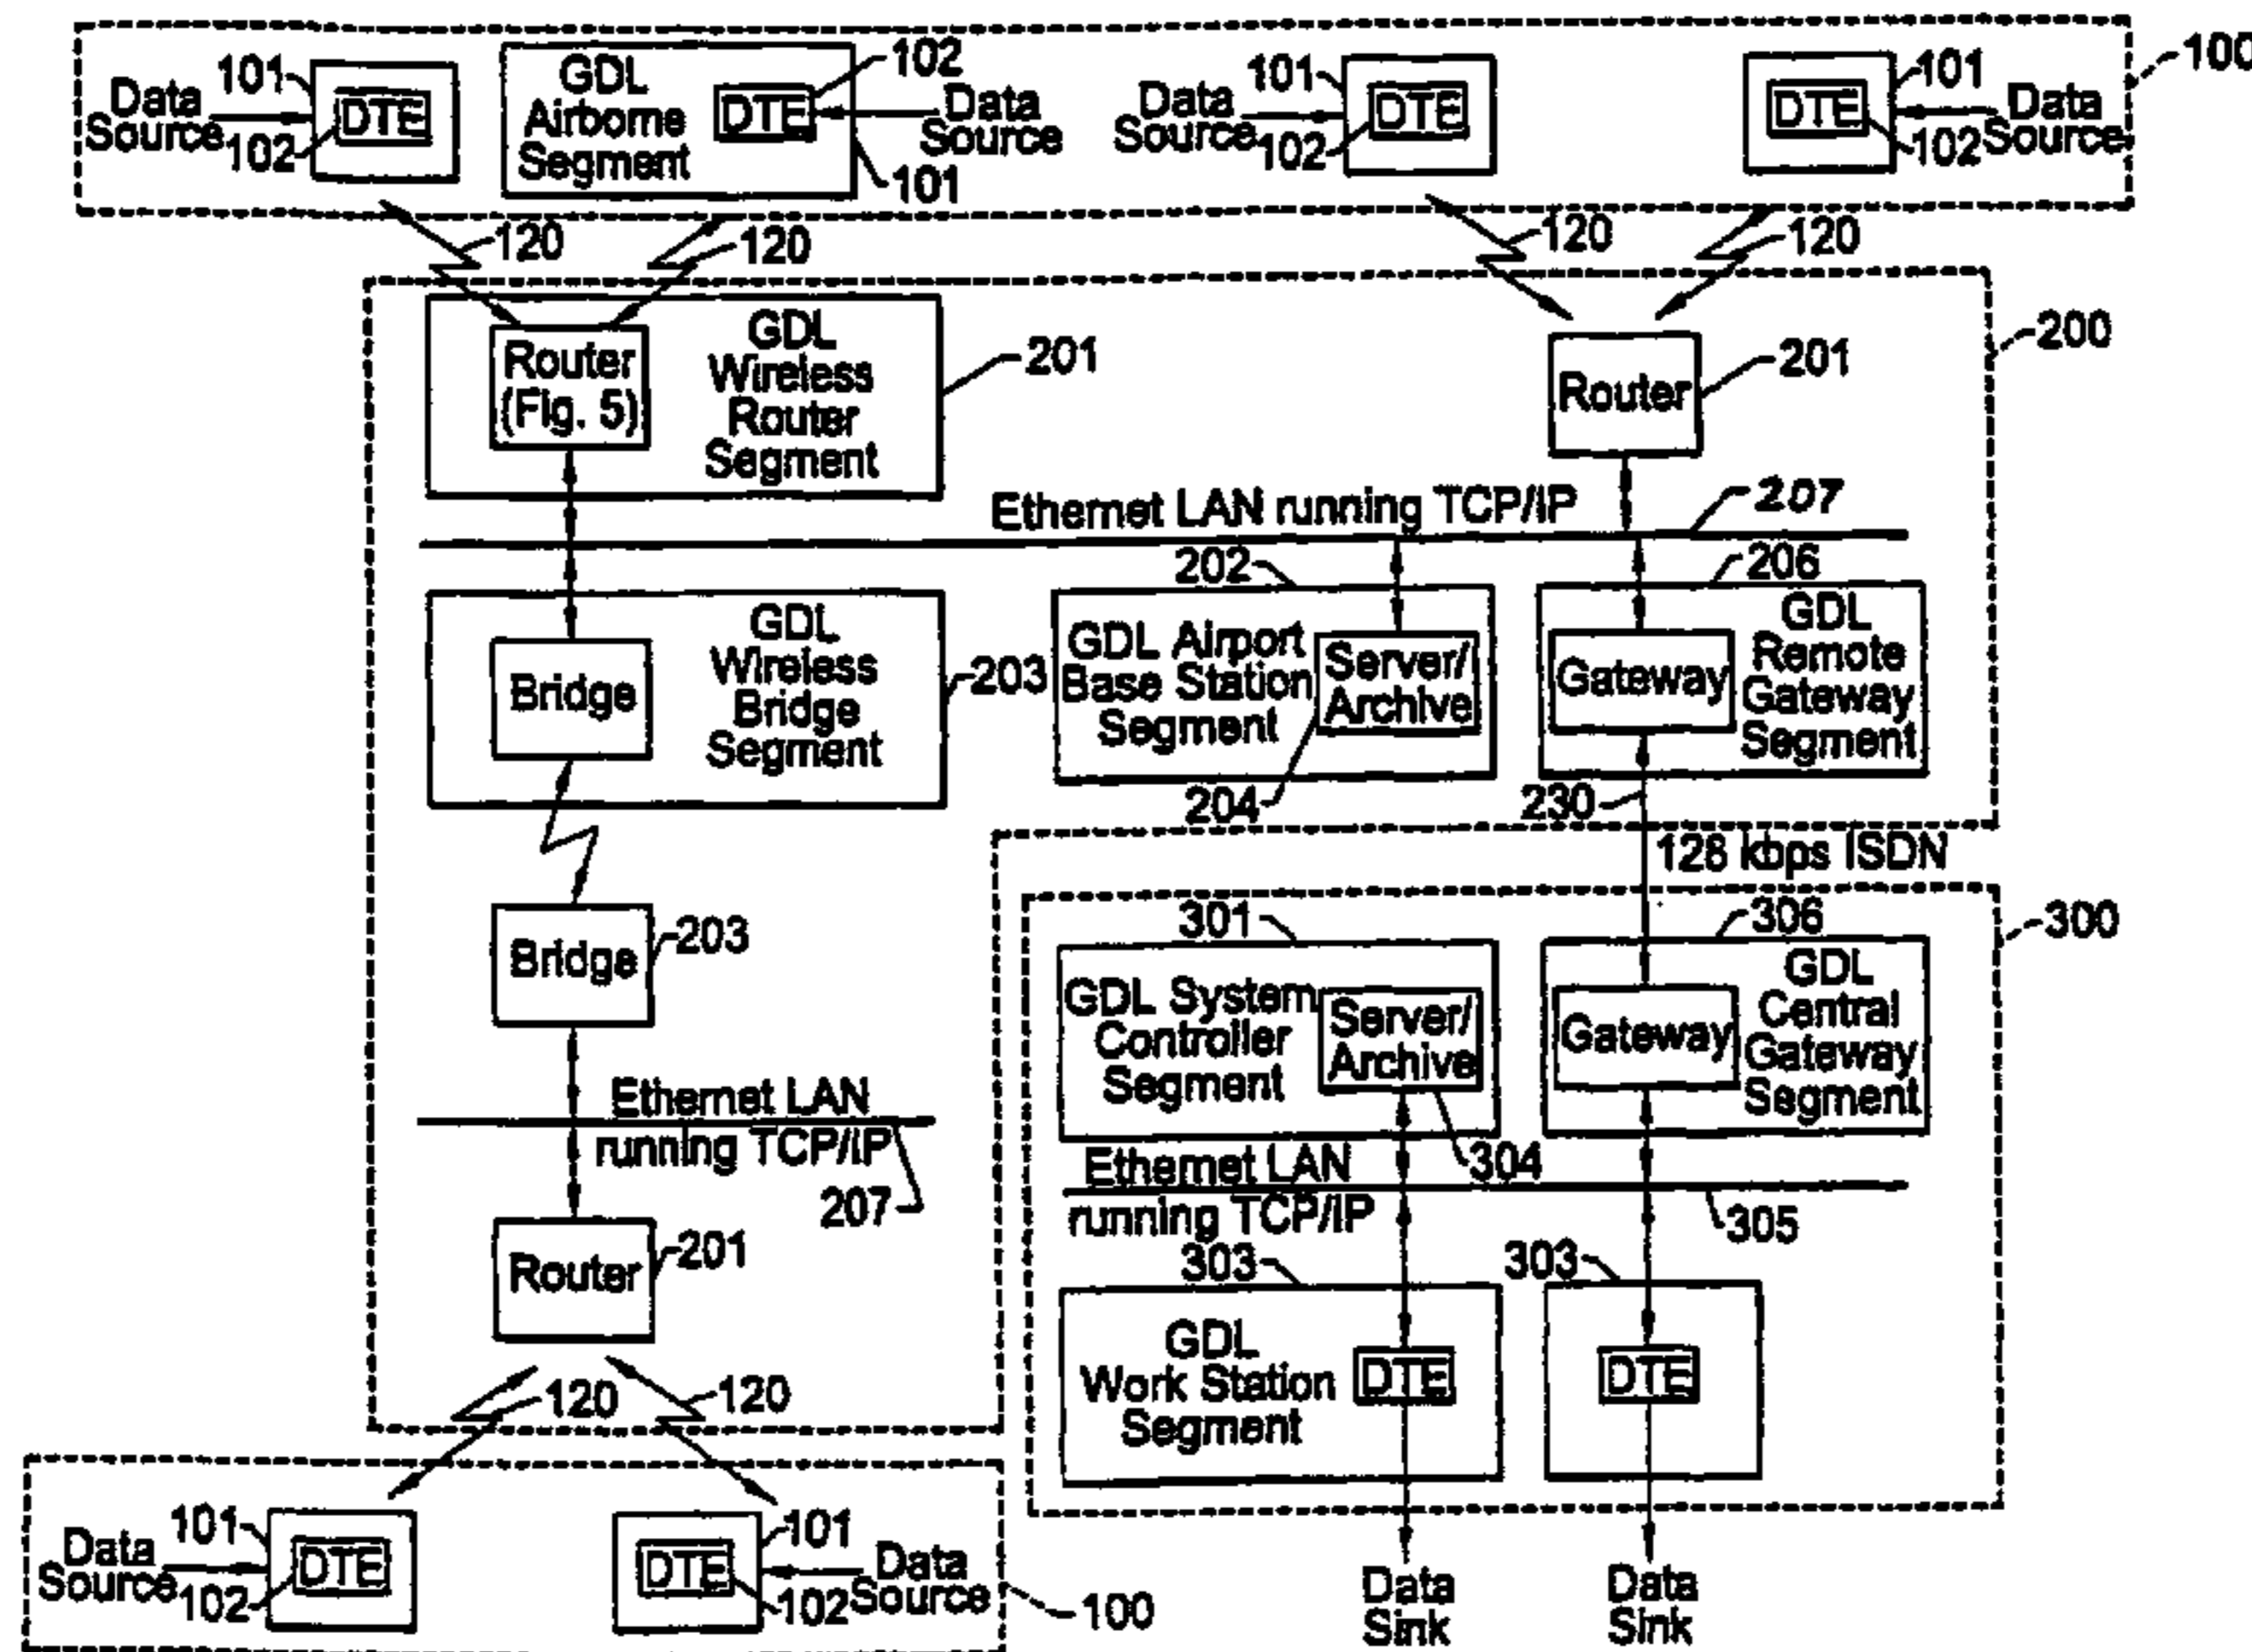 Data
Source
101
102
DTE
GDL
Airborne
Segment
DTE
102
Data
Source
101
Data
Source
101
102
DTE
DTE
101
102
Data
Source
100
120
120
120
120
Router
(Fig. 5)
GDL
Wireless
Router
Segment
201
Router
201
200
Ethernet LAN running TCP/IP
207
Bridge
GDL
Wireless
Bridge
Segment
203
202
GDL Airport
Base Station
Segment
Server/
Archive
204
206
Gateway
GDL
Remote
Gateway
Segment
230
128 kbps ISDN
Bridge
203
Ethernet LAN
running TCP/IP
207
Router
201
120
120
301
GDL System
Controller
Segment
Server/
Archive
304
306
Gateway
GDL
Central
Gateway
Segment
300
Ethernet LAN
running TCP/IP
305
303
GDL
Work Station
Segment
DTE
303
DTE
Data
Sink
Data
Sink
Data
Source
101
102
DTE
DTE
101
102
Data
Source
100